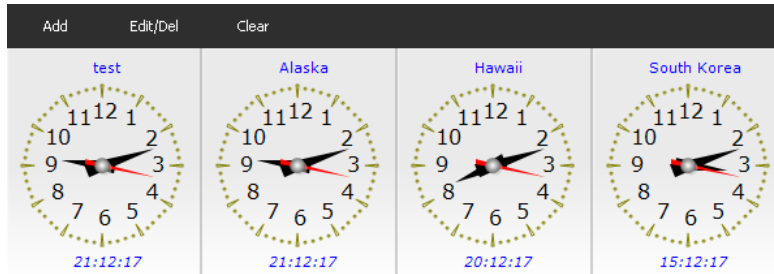 Add Edit/Del Clear
test Alaska Hawaii South Korea
12 12 12 12
11 1 11 1 11 1 11 1
10 2 10 2 10 2 10 2
9 3 9 3 9 3 9 3
8 4 8 4 8 4 8 4
7 5 7 5 7 5 7 5
6 6 6 6
21:12:17 21:12:17 20:12:17 15:12:17